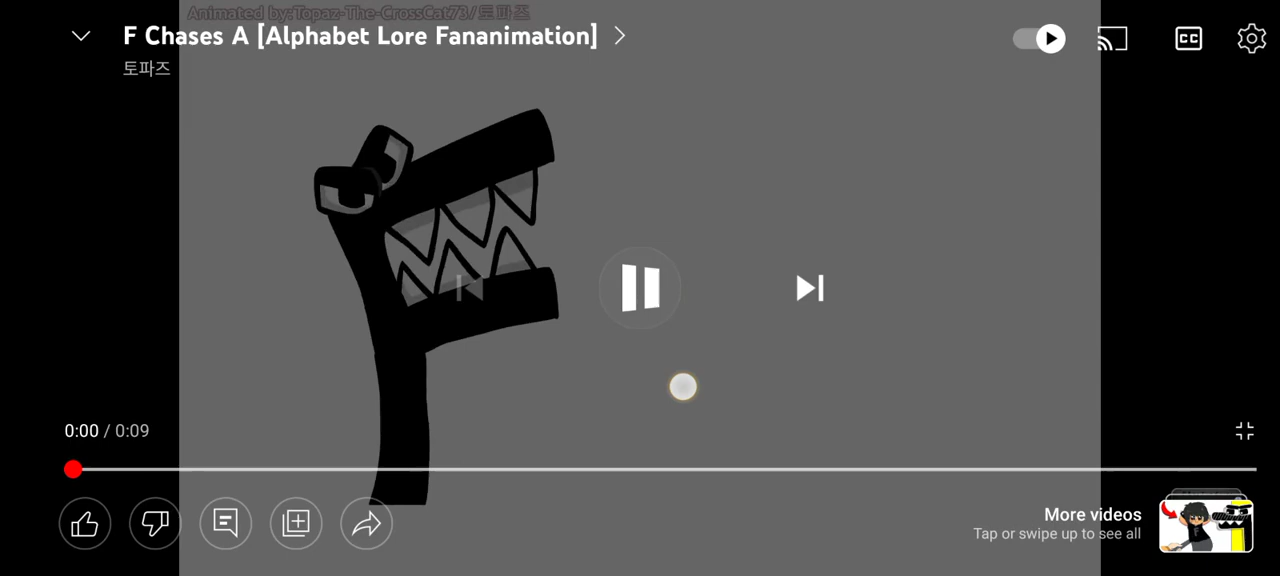 Animated by:Topaz-The-CrossCat73/토파즈
F Chases A [Alphabet Lore Fananimation]
토파즈
CC
0:00 / 0:09
More videos
Tap or swipe up to see all